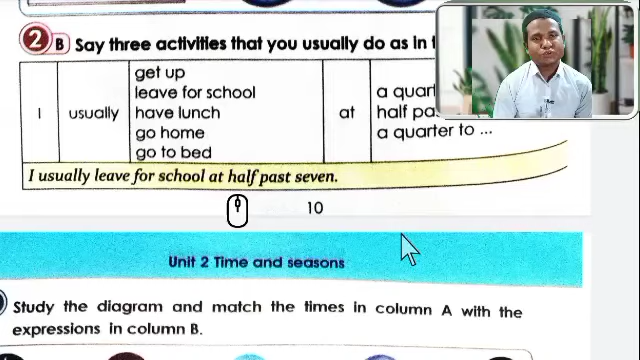 2 B Say three activities that you usually do as in
I usually
get up
leave for school
have lunch
go home
go to bed
at
a quart
half pa
a quarter to ...
I usually leave for school at half past seven.
10
Unit 2 Time and seasons
Study the diagram and match the times in column A with the
expressions in column B.